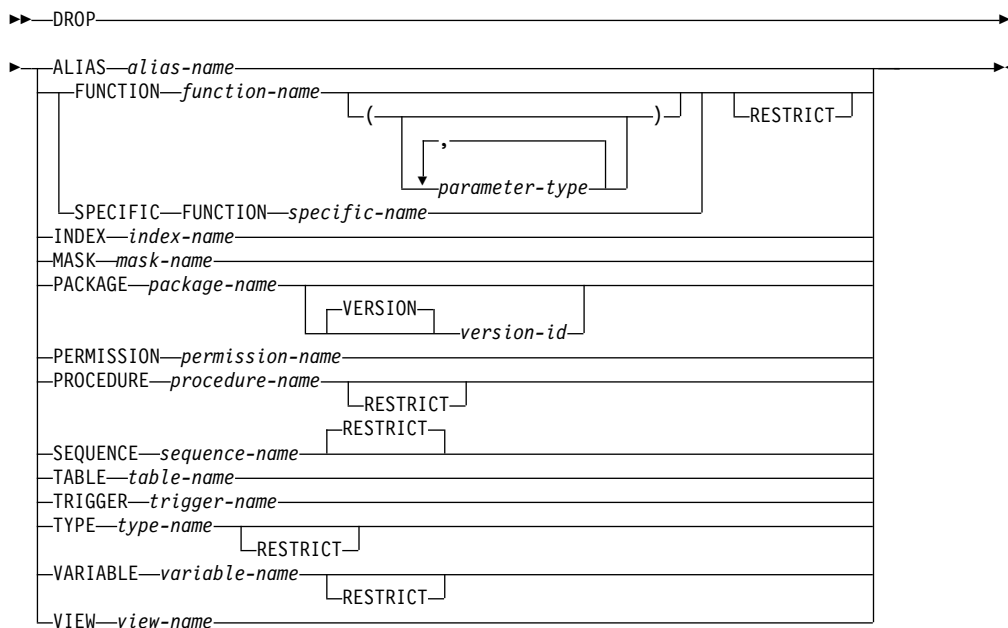 DROP
ALIAS alias-name
FUNCTION function-name ( , parameter-type ) RESTRICT
SPECIFIC FUNCTION specific-name
INDEX index-name
MASK mask-name
PACKAGE package-name VERSION version-id
PERMISSION permission-name
PROCEDURE procedure-name RESTRICT
SEQUENCE sequence-name RESTRICT
TABLE table-name
TRIGGER trigger-name
TYPE type-name RESTRICT
VARIABLE variable-name RESTRICT
VIEW view-name